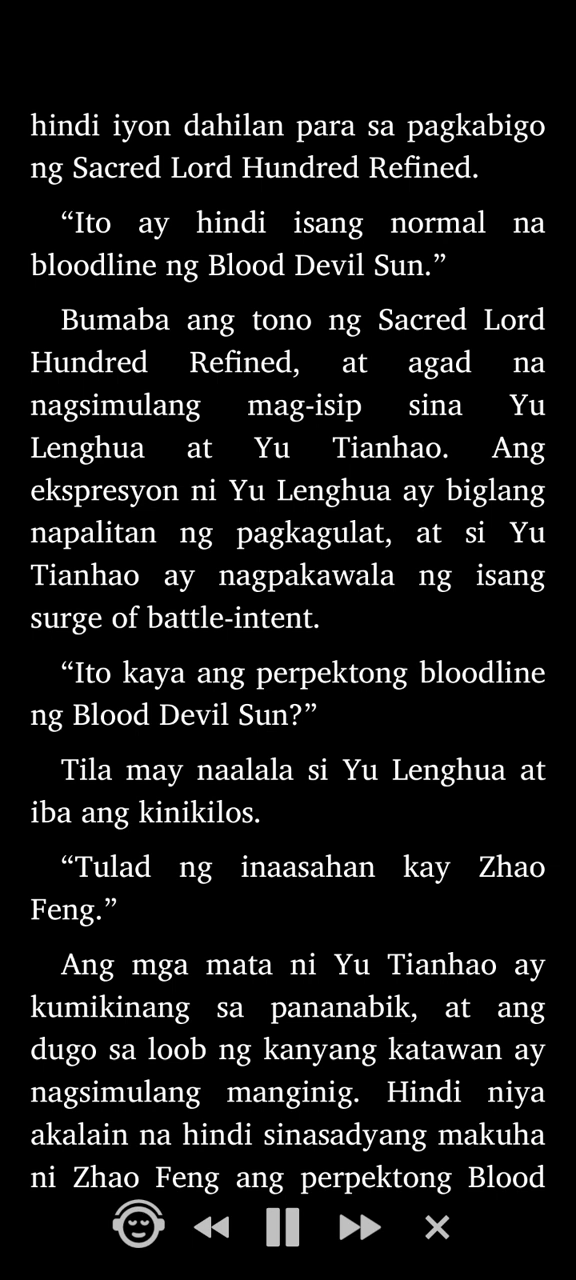 hindi iyon dahilan para sa pagkabigo
ng Sacred Lord Hundred Refined.
“Ito ay hindi isang normal na
bloodline ng Blood Devil Sun.”
Bumaba ang tono ng Sacred Lord
Hundred Refined, at agad na
nagsimulang mag-isip sina Yu
Lenghua at Yu Tianhao. Ang
ekspresyon ni Yu Lenghua ay biglang
napalitan ng pagkagulat, at si Yu
Tianhao ay nagpakawala ng isang
surge of battle-intent.
“Ito kaya ang perpektong bloodline
ng Blood Devil Sun?”
Tila may naalala si Yu Lenghua at
iba ang kinikilos.
“Tulad ng inaasahan kay Zhao
Feng.”
Ang mga mata ni Yu Tianhao ay
kumikinang sa pananabik, at ang
dugo sa loob ng kanyang katawan ay
nagsimulang manginig. Hindi niya
akalain na hindi sinasadyang makuha
ni Zhao Feng ang perpektong Blood